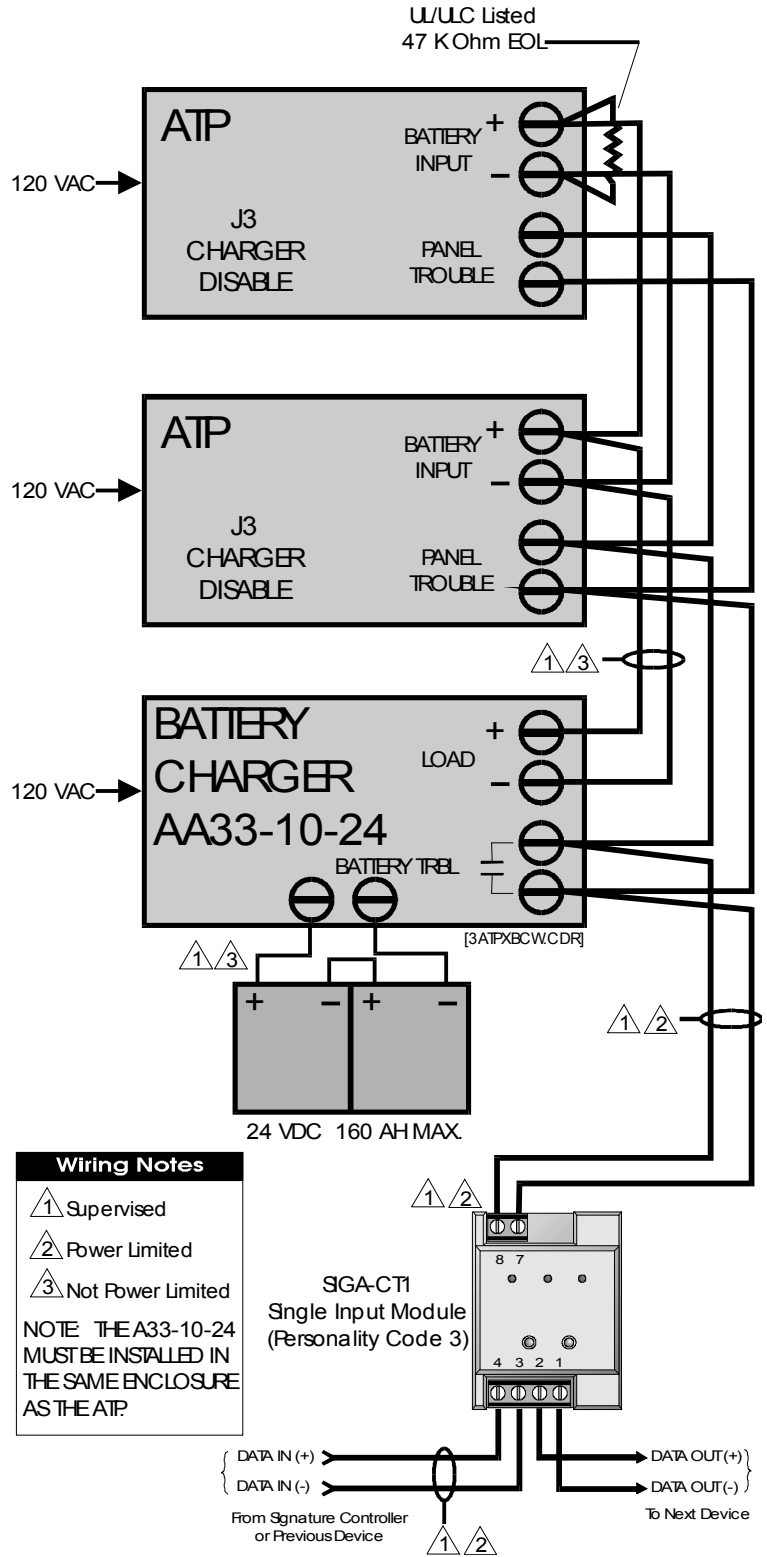 UL/ULC Listed
47 K Ohm EOL
ATP
BATTERY
INPUT
+
–
120 VAC
J3
CHARGER
DISABLE
PANEL
TROUBLE
ATP
BATTERY
INPUT
+
–
120 VAC
J3
CHARGER
DISABLE
PANEL
TROUBLE
1 3
BATTERY
CHARGER
AA33-10-24
LOAD
+
–
120 VAC
BATTERY TRBL
[3ATPXBCW.CDR]
1 3
+ – + –
1 2
24 VDC 160 AH MAX.
Wiring Notes
1 Supervised
2 Power Limited
3 Not Power Limited
NOTE: THE A33-10-24
MUST BE INSTALLED IN
THE SAME ENCLOSURE
AS THE ATP.
1 2
8 7
SIGA-CT1
Single Input Module
(Personality Code 3)
4 3 2 1
DATA IN (+)
DATA IN (-)
From Signature Controller
or Previous Device
DATA OUT (+)
DATA OUT (-)
To Next Device
1 2